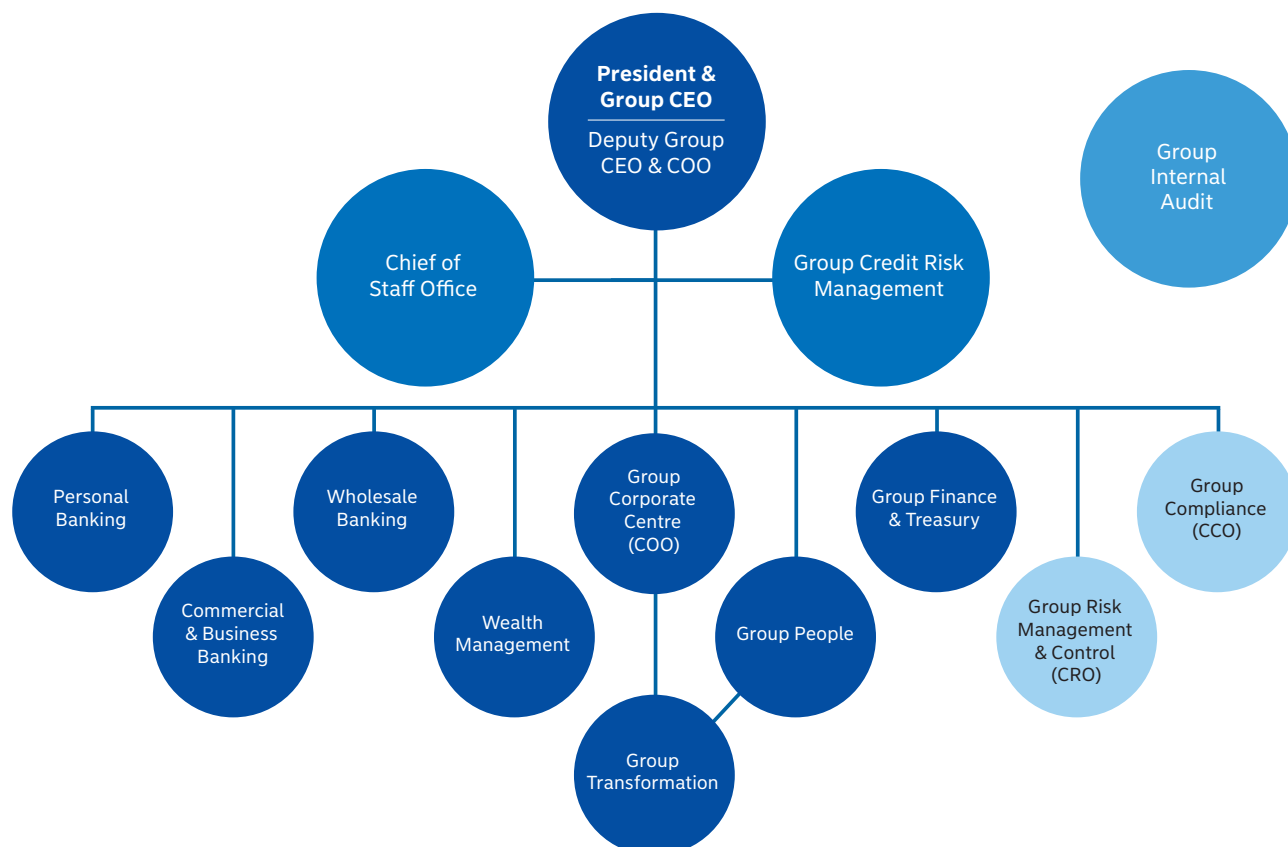 President &
Group CEO
Deputy Group
CEO & COO
Group
Internal
Audit
Chief of
Staff Office
Group Credit Risk
Management
Personal
Banking
Commercial
& Business
Banking
Wholesale
Banking
Wealth
Management
Group
Corporate
Centre
(COO)
Group People
Group Finance
& Treasury
Group Risk
Management
& Control
(CRO)
Group
Compliance
(CCO)
Group
Transformation